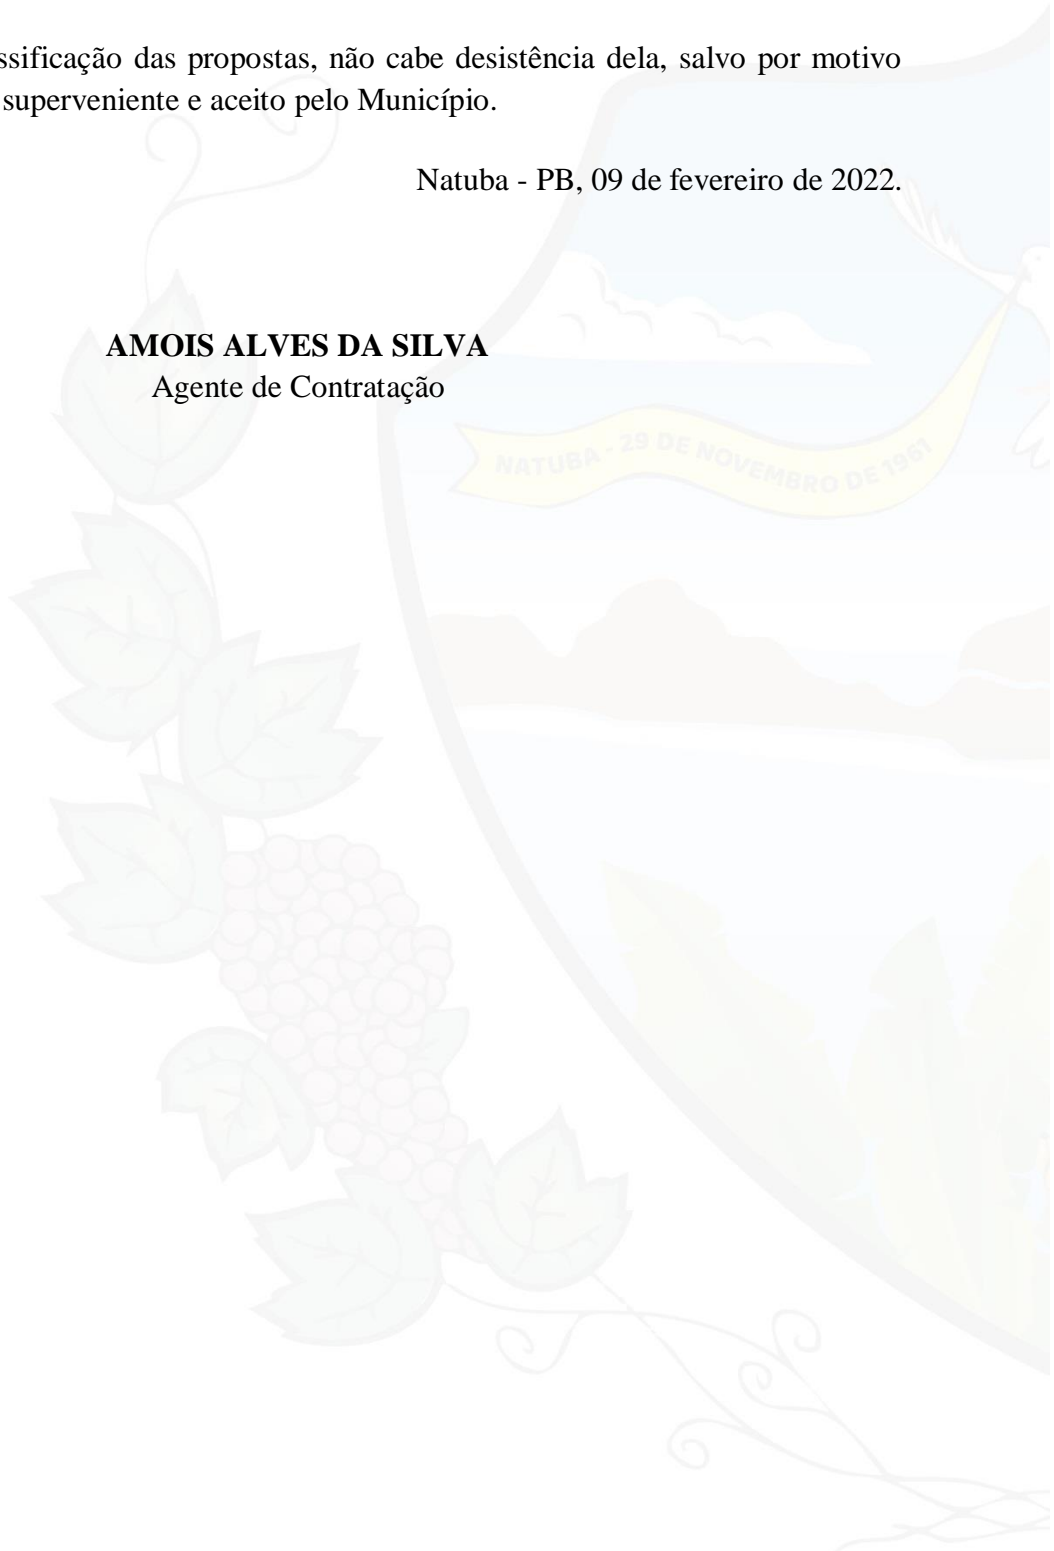 ssificação das propostas, não cabe desistência dela, salvo por motivo
superveniente e aceito pelo Município.
Natuba - PB, 09 de fevereiro de 2022.
AMOIS ALVES DA SILVA
Agente de Contratação
NATUBA - 29 DE NOVEMBRO DE 1961